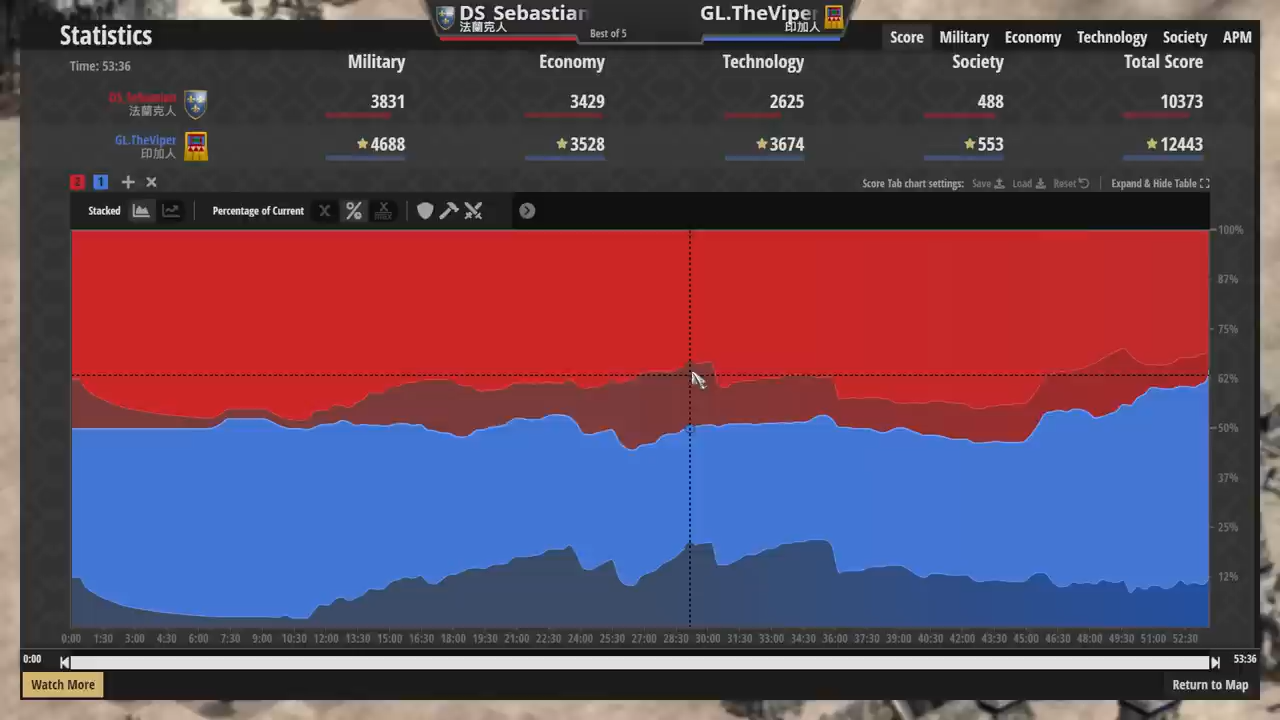 DS_Sebastian
法蘭克人
Best of 5
GL.TheViper
印加人
Statistics
Score Military Economy Technology Society APM
Time: 53:36
Military Economy Technology Society Total Score
DS_Sebastian
法蘭克人
3831 3429 2625 488 10373
GL.TheViper
印加人
4688 3528 3674 553 12443
2 1
Score Tab chart settings: Save Load Reset Expand & Hide Table
Stacked Percentage of Current X % X max
100%
87%
75%
62%
50%
37%
25%
12%
0:00 1:30 3:00 4:30 6:00 7:30 9:00 10:30 12:00 13:30 15:00 16:30 18:00 19:30 21:00 22:30 24:00 25:30 27:00 28:30 30:00 31:30 33:00 34:30 36:00 37:30 39:00 40:30 42:00 43:30 45:00 46:30 48:00 49:30 51:00 52:30
0:00 53:36
Watch More Return to Map